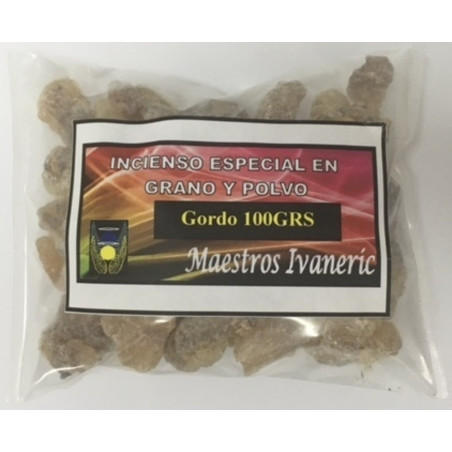 INCIENSO ESPECIAL EN
GRANO Y POLVO
Gordo 100GRS
Maestros Ivaneric